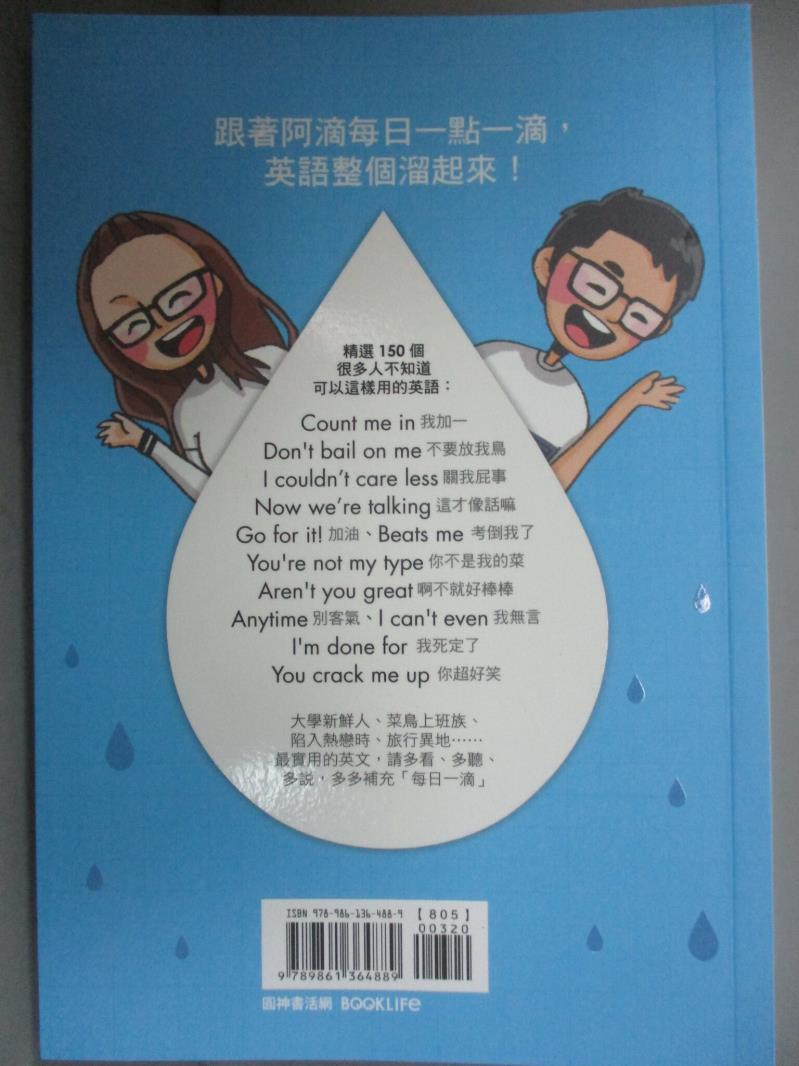 跟著阿滴每日一點一滴，
英語整個溜起來！
精選 150 個
很多人不知道
可以這樣用的英語：
Count me in 我加一
Don't bail on me 不要放我鳥
I couldn't care less 關我屁事
Now we're talking 這才像話嘛
Go for it! 加油、Beats me 考倒我了
You're not my type 你不是我的菜
Aren't you great 啊不就好棒棒
Anytime 別客氣、I can't even 我無言
I'm done for 我死定了
You crack me up 你超好笑
大學新鮮人、菜鳥上班族、
陷入熱戀時、旅行異地……
最實用的英文，請多看、多聽、
多說，多多補充「每日一滴」
ISBN 978-986-136-488-9
【805】
00320
9 789861 364889
圓神書活網 BOOKLIFE